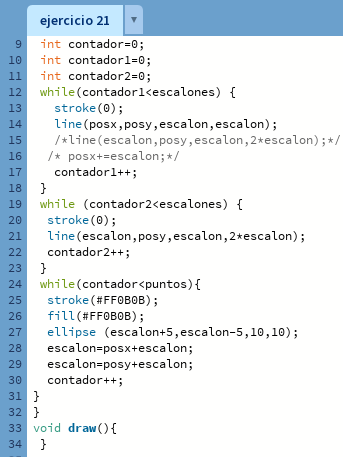 ejercicio 21
9 int contador=0;
10 int contador1=0;
11 int contador2=0;
12 while(contador1<escalones) {
13 stroke(0);
14 line(posx,posy,escalon,escalon);
15 /*line(escalon,posy,escalon,2*escalon);*/
16 /* posx+=escalon;*/
17 contador1++;
18 }
19 while (contador2<escalones) {
20 stroke(0);
21 line(escalon,posy,escalon,2*escalon);
22 contador2++;
23 }
24 while(contador<puntos){
25 stroke(#FF0B0B);
26 fill(#FF0B0B);
27 ellipse (escalon+5,escalon-5,10,10);
28 escalon=posx+escalon;
29 escalon=posy+escalon;
30 contador++;
31 }
32 }
33 void draw(){
34 }